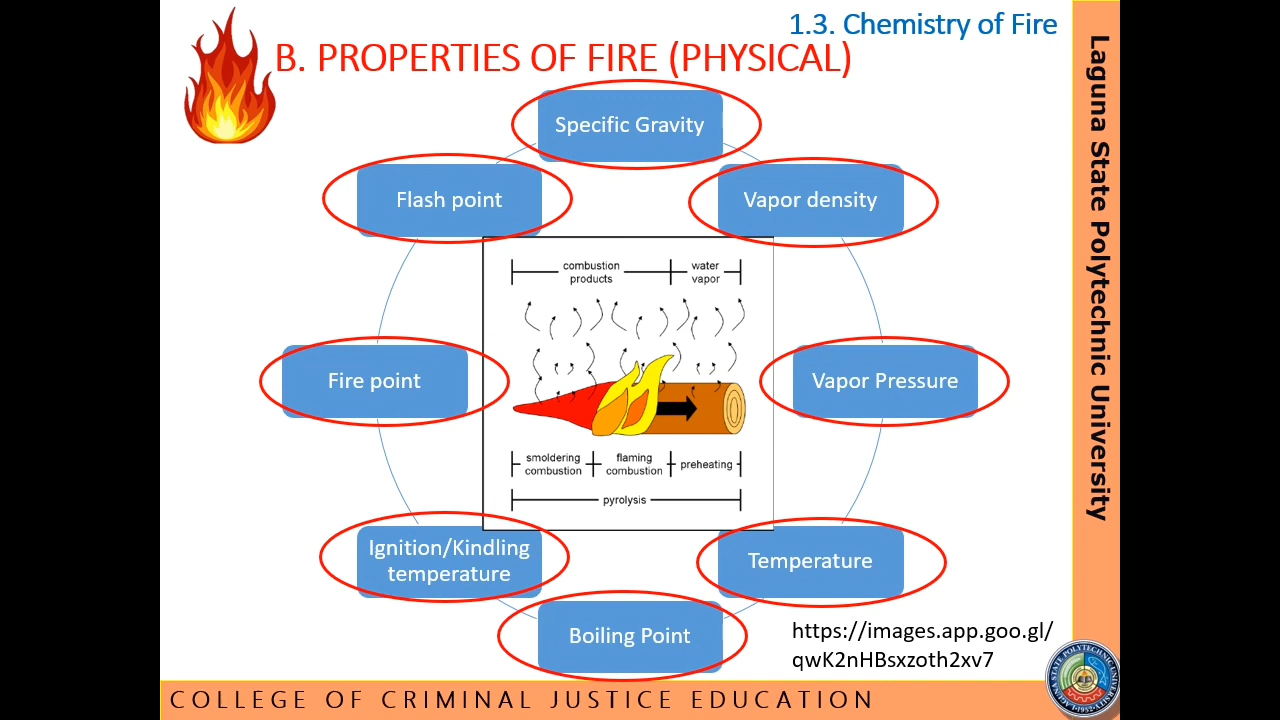 1.3. Chemistry of Fire
B. PROPERTIES OF FIRE (PHYSICAL)
Specific Gravity
Flash point
Vapor density
combustion
products
water
vapor
Fire point
Vapor Pressure
smoldering
combustion
flaming
combustion
preheating
pyrolysis
Ignition/Kindling
temperature
Temperature
Boiling Point
https://images.app.goo.gl/
qwK2nHBsxzoth2xv7
COLLEGE OF CRIMINAL JUSTICE EDUCATION
Laguna State Polytechnic University